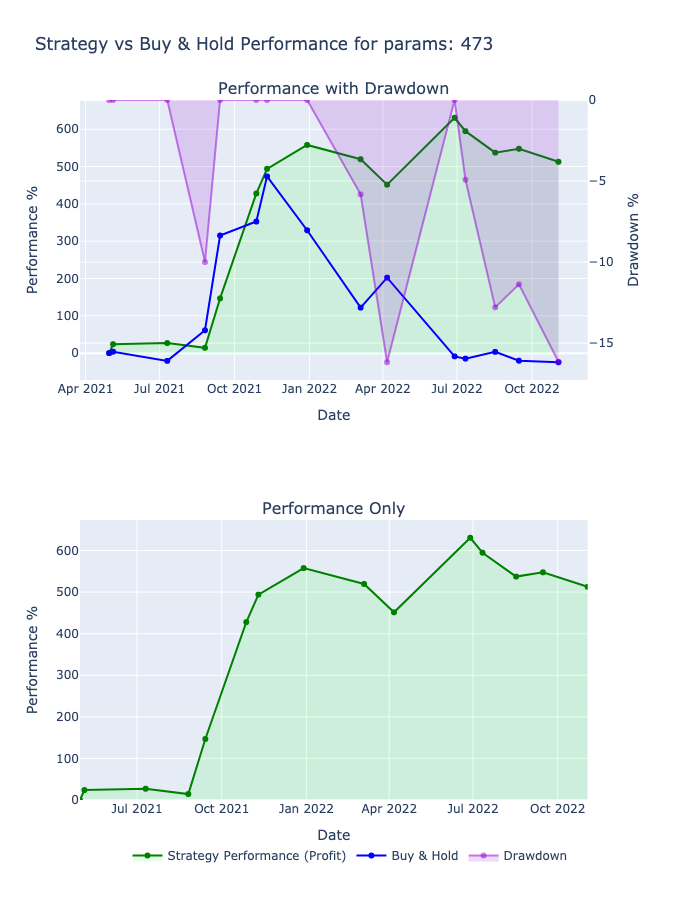 Strategy vs Buy & Hold Performance for params: 473
Performance with Drawdown
600
500
400
300
200
100
0
Performance %
0
−5
−10
−15
Drawdown %
Apr 2021 Jul 2021 Oct 2021 Jan 2022 Apr 2022 Jul 2022 Oct 2022
Date
Performance Only
600
500
400
300
200
100
0
Performance %
Jul 2021 Oct 2021 Jan 2022 Apr 2022 Jul 2022 Oct 2022
Date
Strategy Performance (Profit) Buy & Hold Drawdown